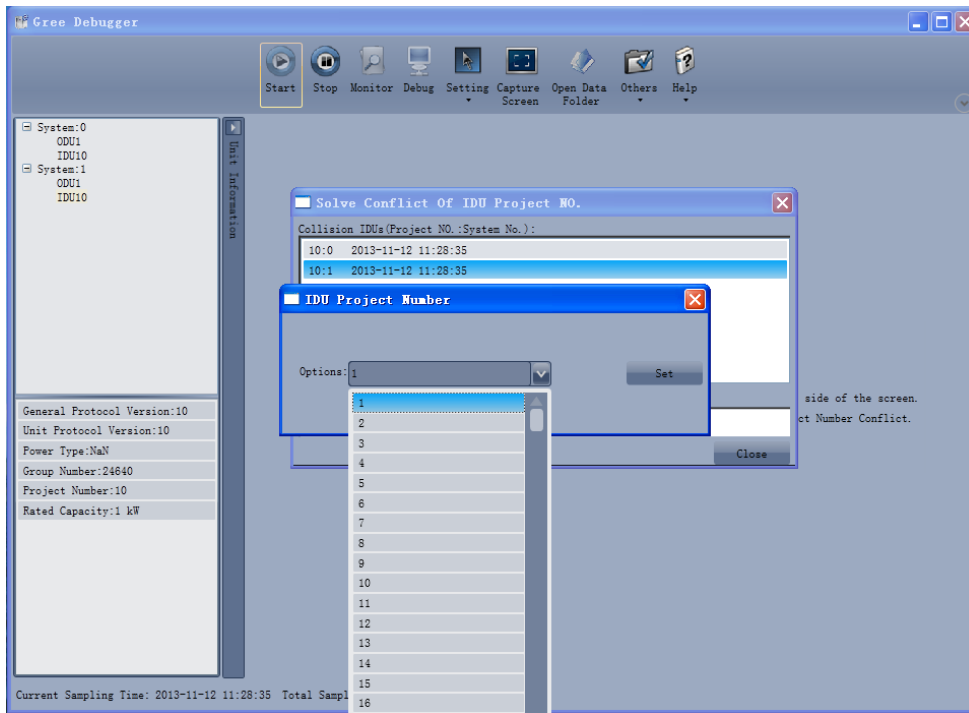 Gree Debugger
Start Stop Monitor Debug Setting Capture Screen Open Data Folder Others Help
System:0
ODU1
IDU10
System:1
ODU1
IDU10
Unit Information
Solve Conflict Of IDU Project NO.
Collision IDUs(Project NO.:System No.):
10:0 2013-11-12 11:28:35
10:1 2013-11-12 11:28:35
IDU Project Number
Options: 1
Set
1
2
3
4
5
6
7
8
9
10
11
12
13
14
15
16
side of the screen.
ct Number Conflict.
Close
General Protocol Version:10
Unit Protocol Version:10
Power Type:NaN
Group Number:24640
Project Number:10
Rated Capacity:1 kW
Current Sampling Time: 2013-11-12 11:28:35 Total Sampl